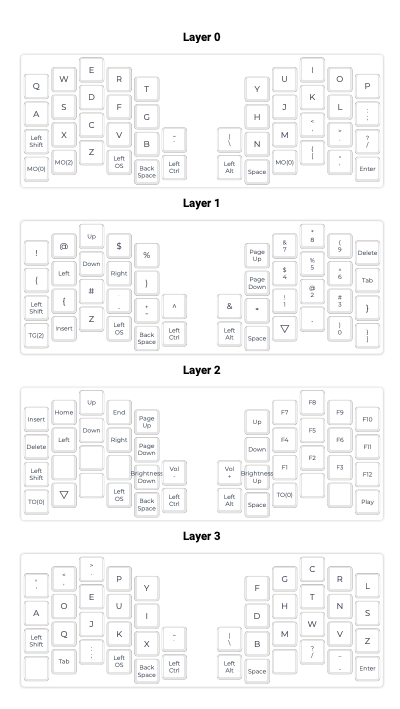 Layer 0
Q W E R T Y U I O P
A S D F G H J K L : ;
Left Shift X C V B | \ N M < , > . ? /
MO(0) MO(2) Z Left OS Back Space Left Ctrl Left Alt Space MO(0) { [ Enter
Layer 1
! @ Up $ % Page Up & 7 * 8 ( 9 Delete
( Left Down Right ) Page Down $ 4 % 5 ^ 6 Tab
Left Shift { # ^ & * ! 1 @ 2 # 3 }
TG(2) Insert Z Left OS Back Space Left Ctrl Left Alt Space ▽ ) 0 } ]
Layer 2
Insert Home Up End Page Up Up F7 F8 F9 F10
Delete Left Down Right Page Down Down F4 F5 F6 F11
Left Shift Brightness Down Vol - Vol + Brightness Up F1 F2 F3 F12
TO(0) ▽ Left OS Back Space Left Ctrl Left Alt Space TO(0) Play
Layer 3
" ' < , > . P Y F G C R L
A O E U I D H T N S
Left Shift Q J K X | \ B M W V Z
Tab : ; Left OS Back Space Left Ctrl Left Alt Space ? / Enter